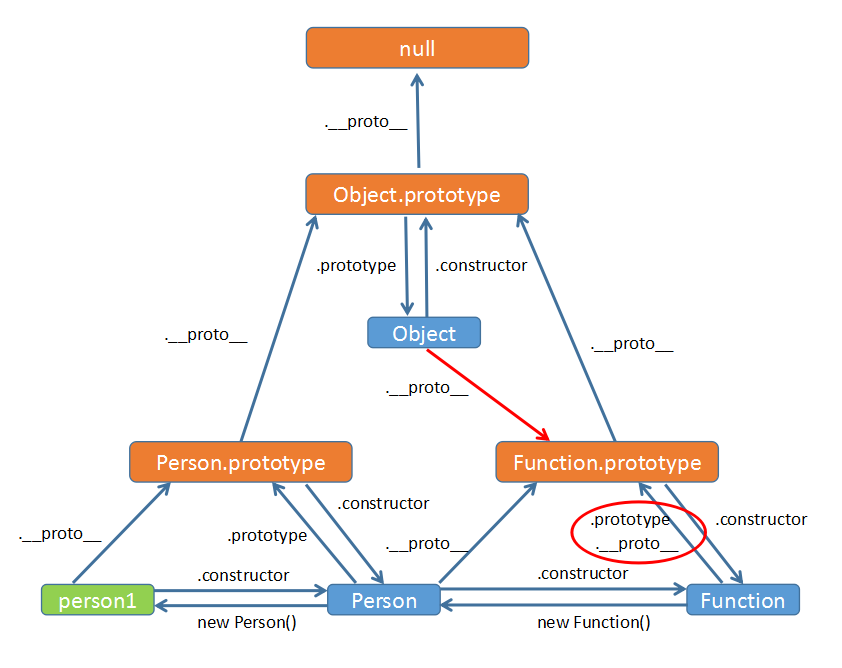 null
.__proto__
Object.prototype
.prototype
.constructor
Object
.__proto__
.__proto__
.__proto__
Person.prototype
Function.prototype
.constructor
.prototype
.constructor
.__proto__
.prototype
.__proto__
.__proto__
.constructor
.constructor
person1
Person
Function
new Person()
new Function()